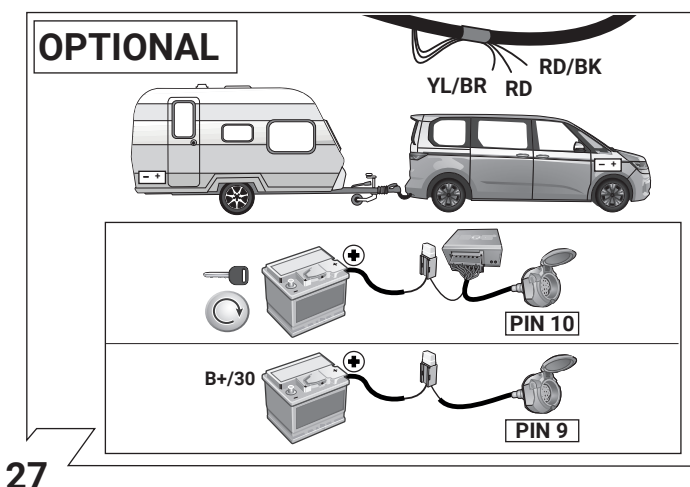 OPTIONAL
YL/BR RD RD/BK
- +
- +
PIN 10
B+/30
PIN 9
27